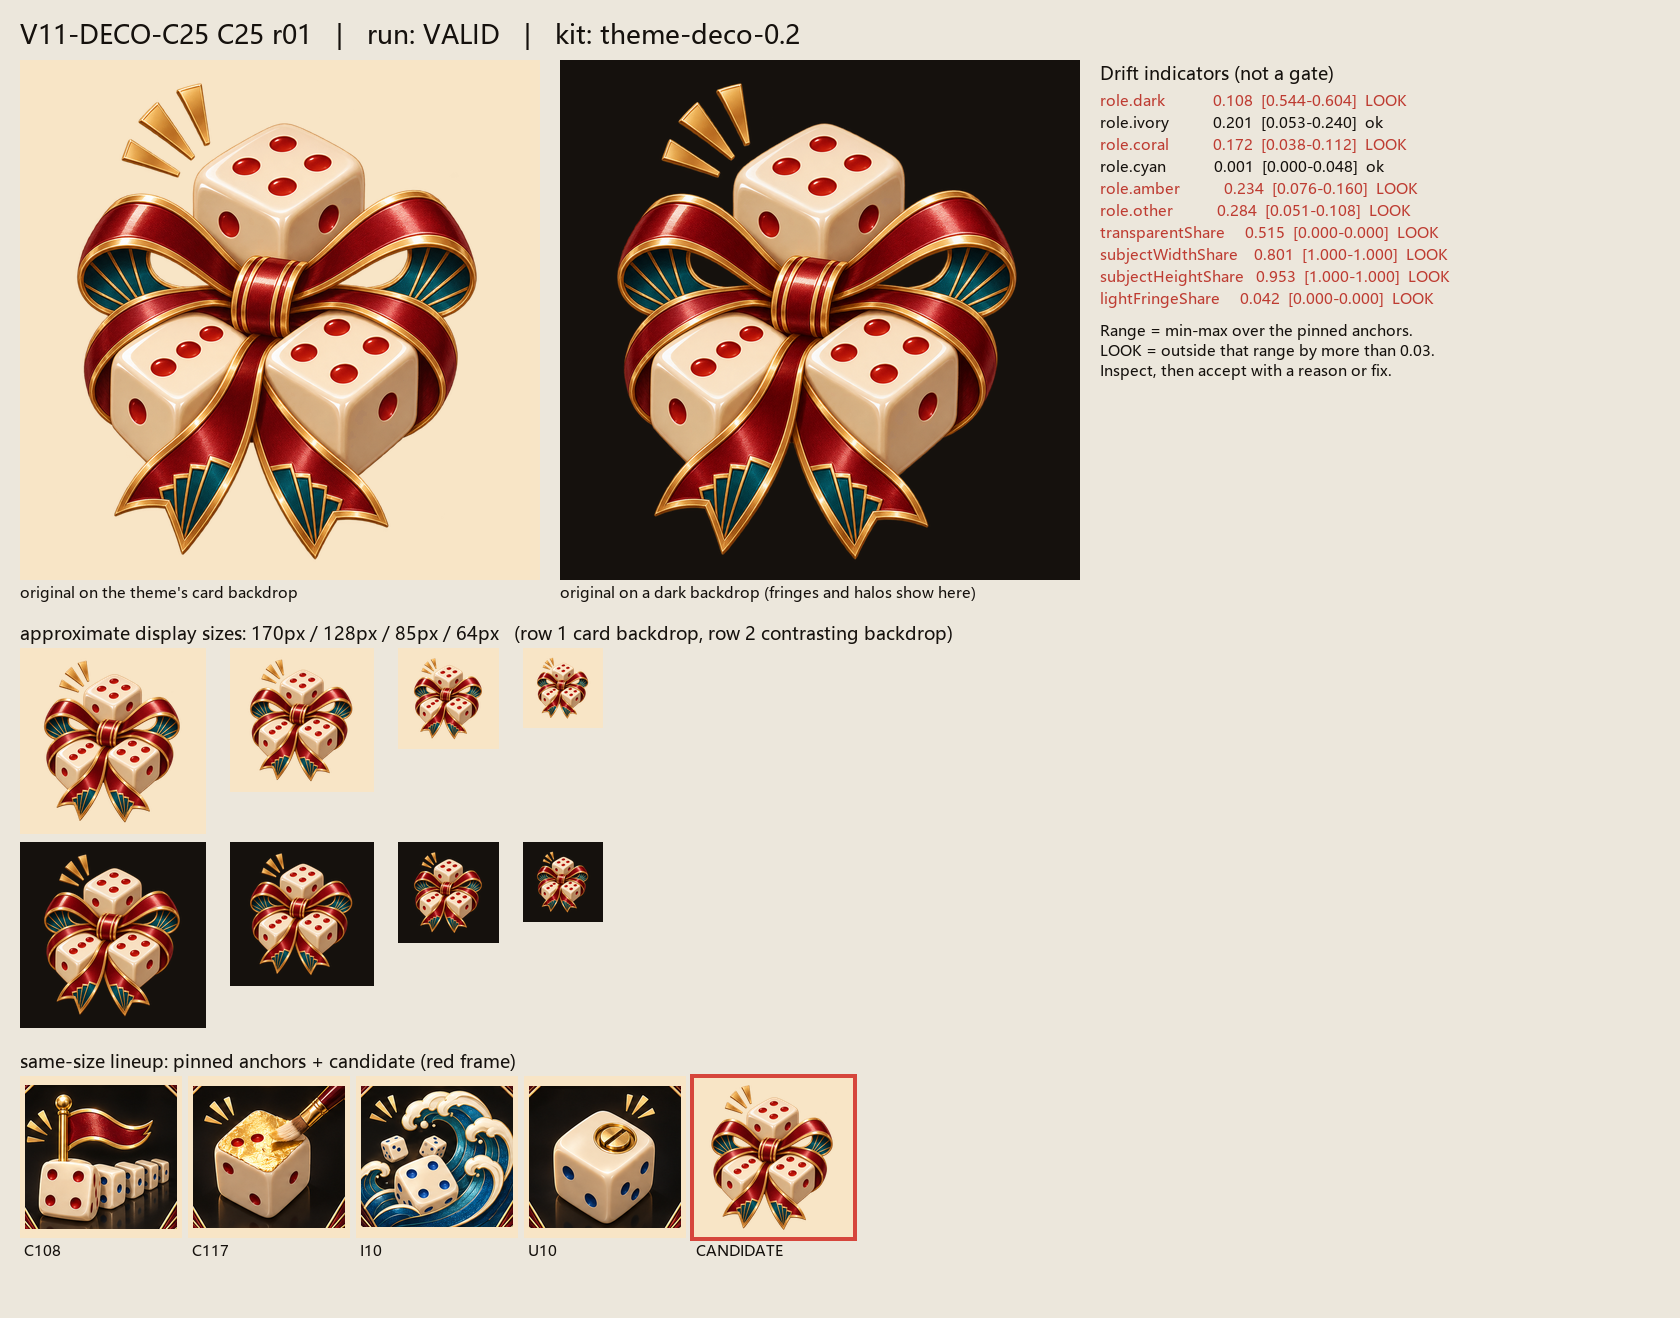 V11-DECO-C25 C25 r01 | run: VALID | kit: theme-deco-0.2
Drift indicators (not a gate)
role.dark 0.108 [0.544-0.604] LOOK
role.ivory 0.201 [0.053-0.240] ok
role.coral 0.172 [0.038-0.112] LOOK
role.cyan 0.001 [0.000-0.048] ok
role.amber 0.234 [0.076-0.160] LOOK
role.other 0.284 [0.051-0.108] LOOK
transparentShare 0.515 [0.000-0.000] LOOK
subjectWidthShare 0.801 [1.000-1.000] LOOK
subjectHeightShare 0.953 [1.000-1.000] LOOK
lightFringeShare 0.042 [0.000-0.000] LOOK
Range = min-max over the pinned anchors.
LOOK = outside that range by more than 0.03.
Inspect, then accept with a reason or fix.
original on the theme's card backdrop
original on a dark backdrop (fringes and halos show here)
approximate display sizes: 170px / 128px / 85px / 64px (row 1 card backdrop, row 2 contrasting backdrop)
same-size lineup: pinned anchors + candidate (red frame)
C108
C117
I10
U10
CANDIDATE